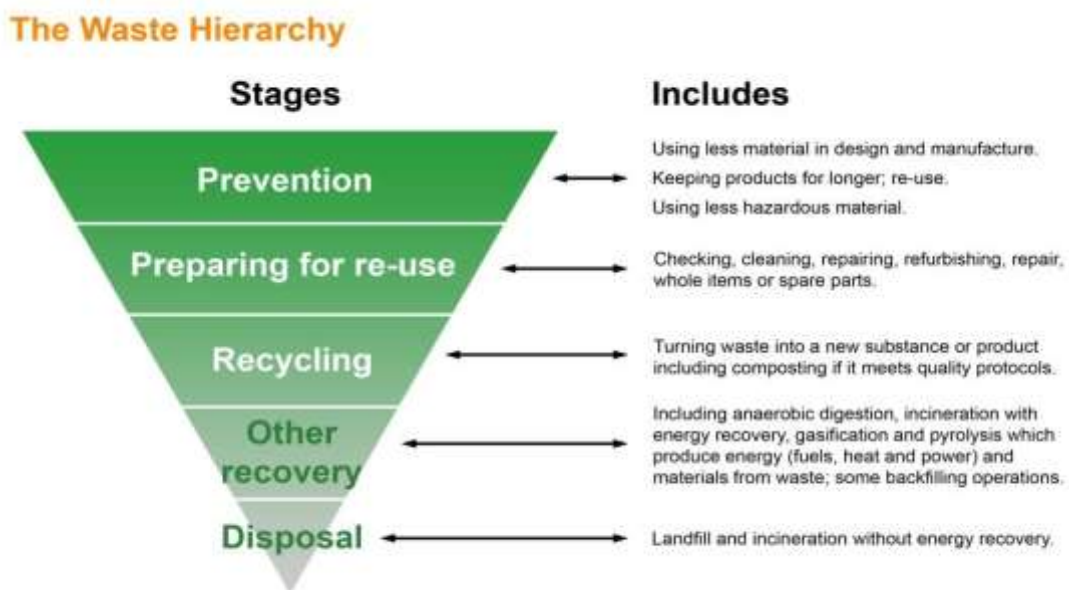 The Waste Hierarchy
Stages
Includes
Prevention
Using less material in design and manufacture.
Keeping products for longer; re-use.
Using less hazardous material.
Preparing for re-use
Checking, cleaning, repairing, refurbishing, repair,
whole items or spare parts.
Recycling
Turning waste into a new substance or product
including composting if it meets quality protocols.
Other
recovery
Including anaerobic digestion, incineration with
energy recovery, gasification and pyrolysis which
produce energy (fuels, heat and power) and
materials from waste; some backfilling operations.
Disposal
Landfill and incineration without energy recovery.